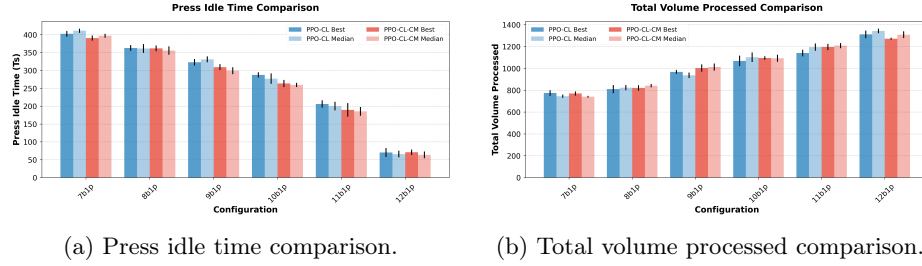 Press Idle Time Comparison
PPO-CL Best
PPO-CL Median
PPO-CL-CM Best
PPO-CL-CM Median
Press Idle Time (Ts)
400
350
300
250
200
150
100
50
0
7b1p
8b1p
9b1p
10b1p
11b1p
12b1p
Configuration
(a) Press idle time comparison.
Total Volume Processed Comparison
PPO-CL Best
PPO-CL Median
PPO-CL-CM Best
PPO-CL-CM Median
Total Volume Processed
1400
1200
1000
800
600
400
200
0
7b1p
8b1p
9b1p
10b1p
11b1p
12b1p
Configuration
(b) Total volume processed comparison.